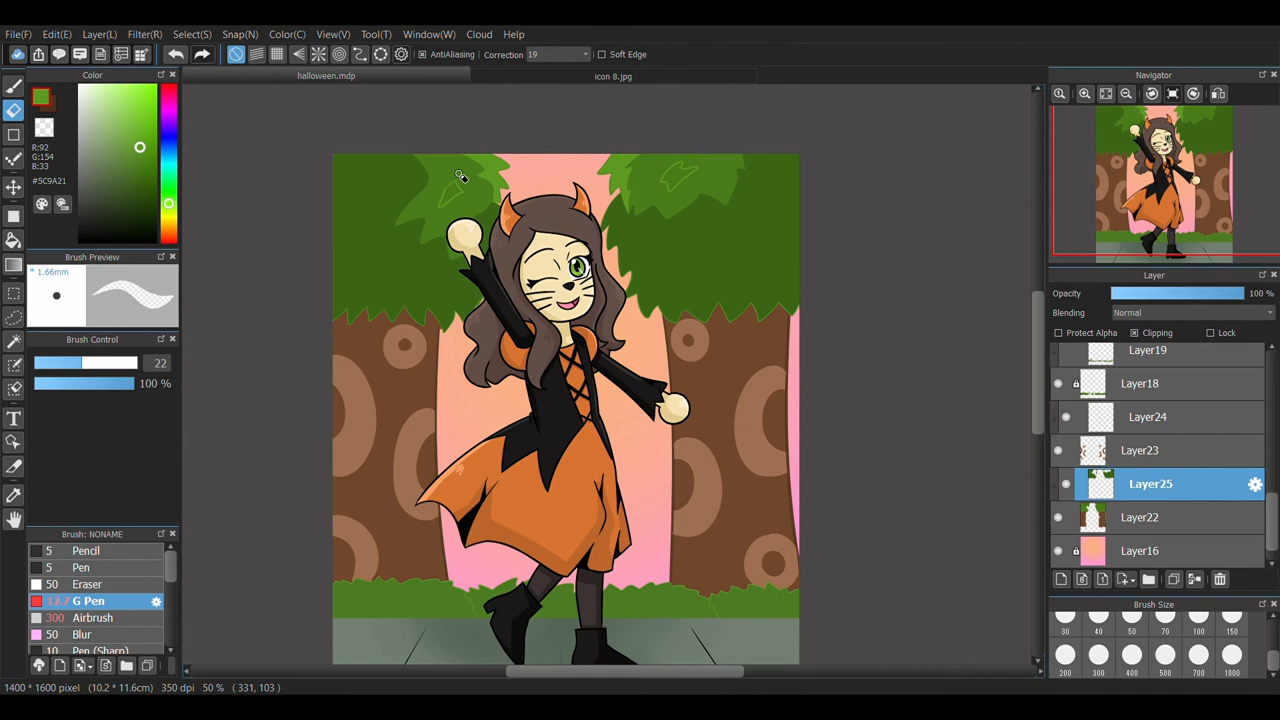 File(F) Edit(E) Layer(L) Filter(R) Select(S) Snap(N) Color(C) View(V) Tool(T) Window(W) Cloud Help
AntiAliasing Correction 19 Soft Edge
Color
halloween.mdp
icon 8.jpg
Navigator
R:92
G:154
B:33
#5C9A21
Brush Preview
* 1.66mm
Brush Control
22
100 %
Brush: NONAME
5 Pencil
5 Pen
50 Eraser
12.7 G Pen
300 Airbrush
50 Blur
10 Pen (Sharp)
Layer
Opacity 100 %
Blending Normal
Protect Alpha Clipping Lock
Layer19
Layer18
Layer24
Layer23
Layer25
Layer22
Layer16
Brush Size
30 40 50 70 100 150
200 300 400 500 700 1000
1400 * 1600 pixel (10.2 * 11.6cm) 350 dpi 50 % ( 331, 103 )